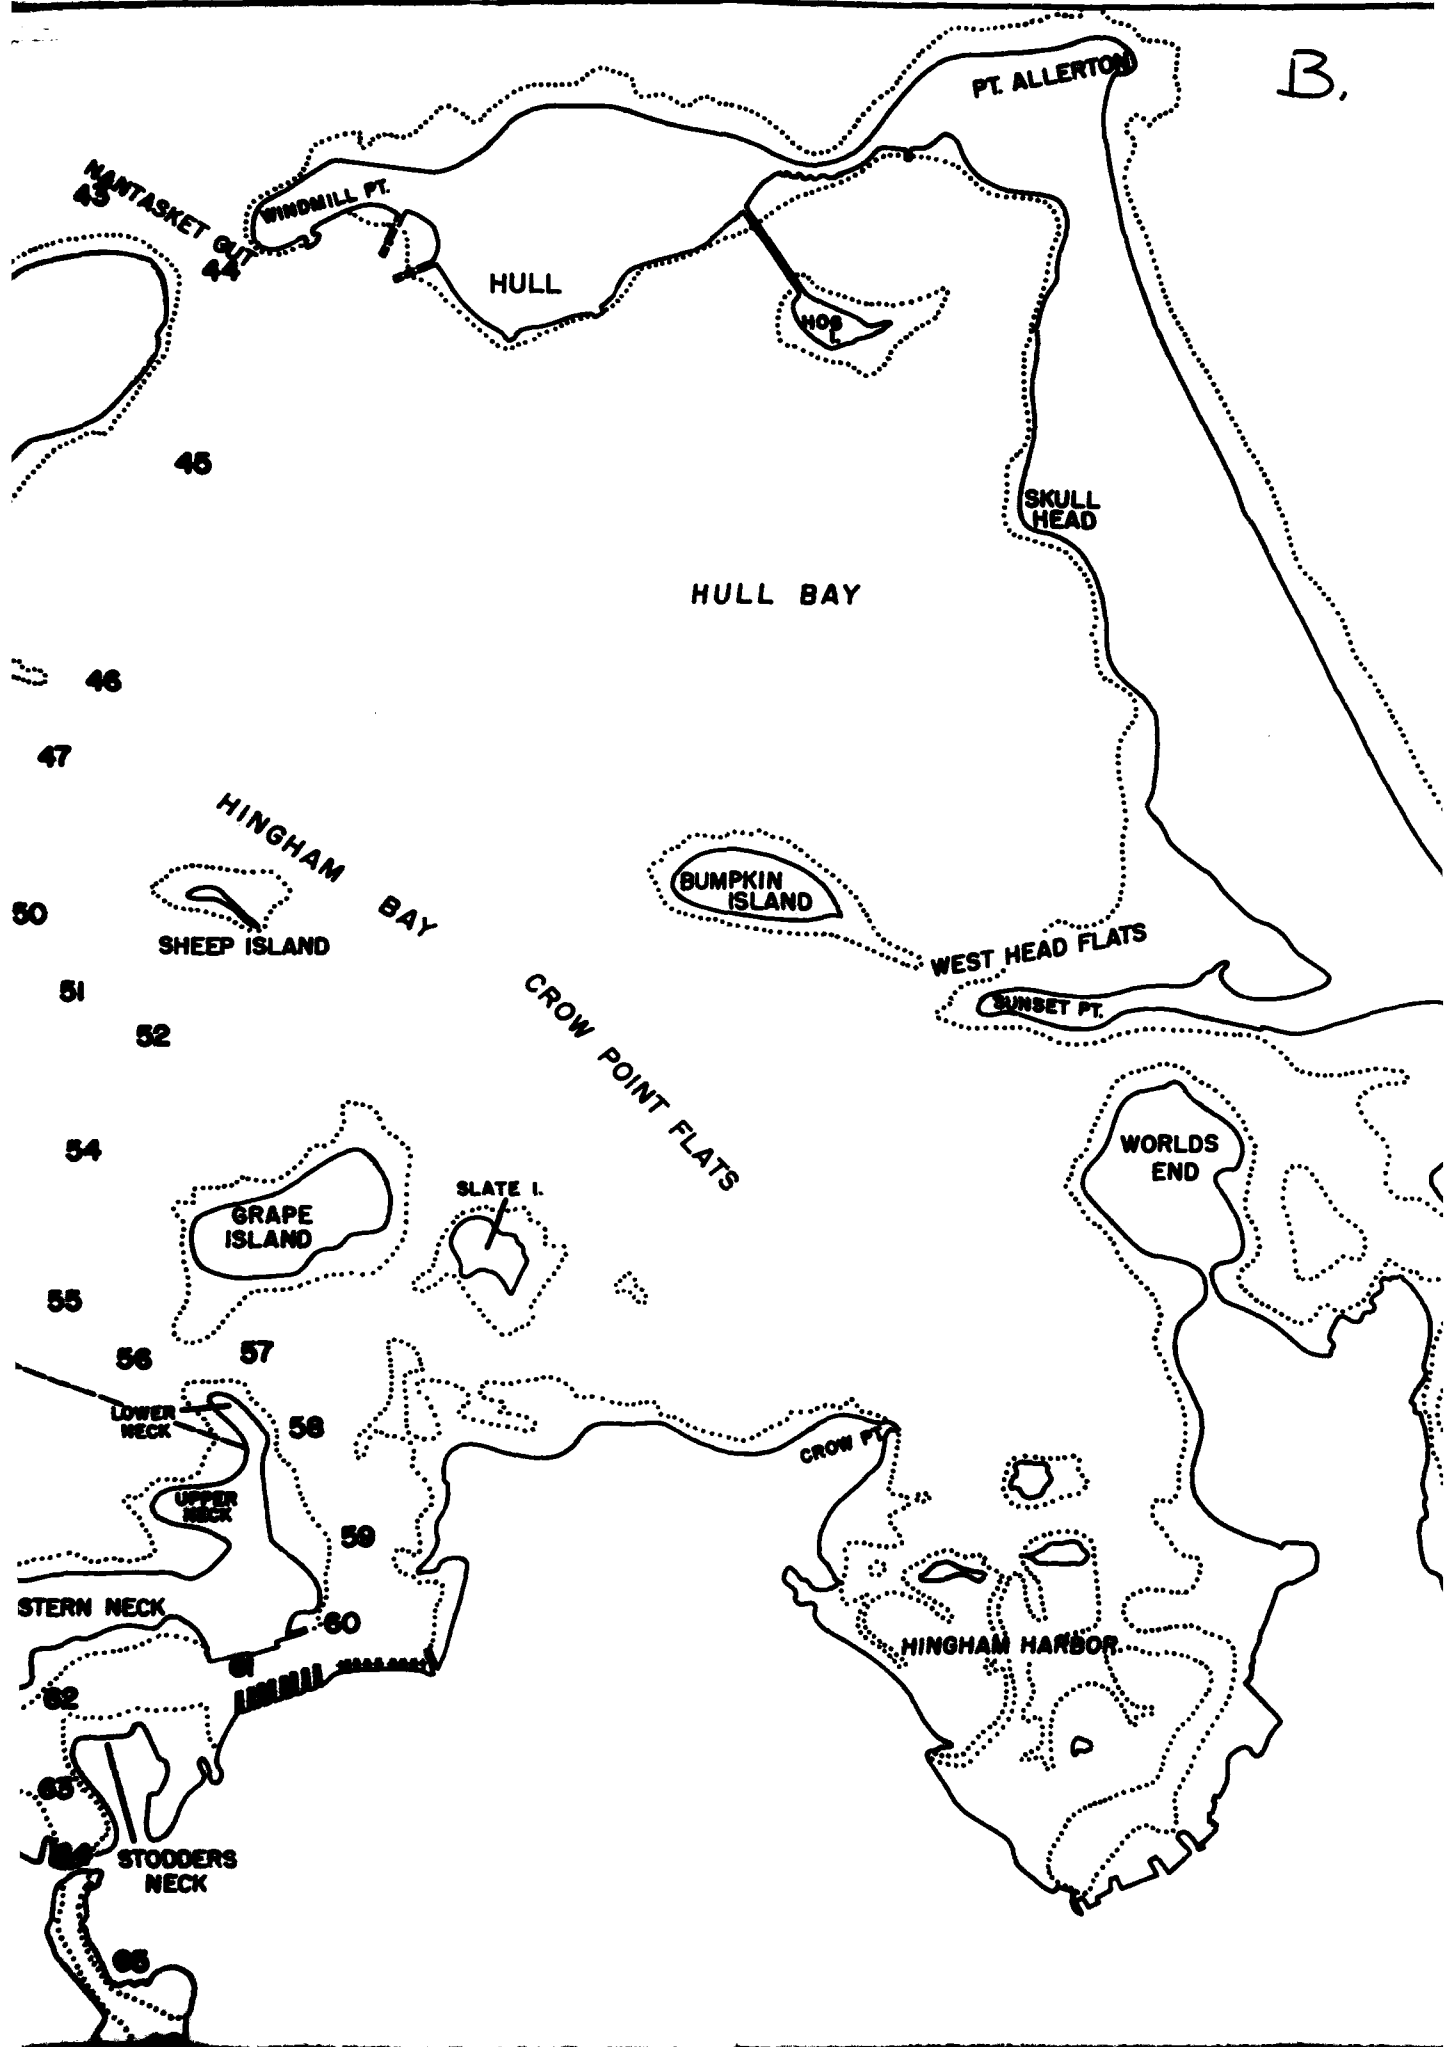 B.
PT. ALLERTON
NANTASKET GUT
43
WINDMILL PT.
44
HULL
HOG
I.
45
SKULL
HEAD
HULL BAY
46
47
HINGHAM BAY
BUMPKIN
ISLAND
50
SHEEP ISLAND
WEST HEAD FLATS
51
SUNSET PT.
CROW POINT FLATS
52
54
WORLDS
END
SLATE I.
GRAPE
ISLAND
55
56
57
LOWER
NECK
58
CROW PT.
UPPER
NECK
59
STERN NECK
60
HINGHAM HARBOR
61
62
63
64
STODDERS
NECK
65